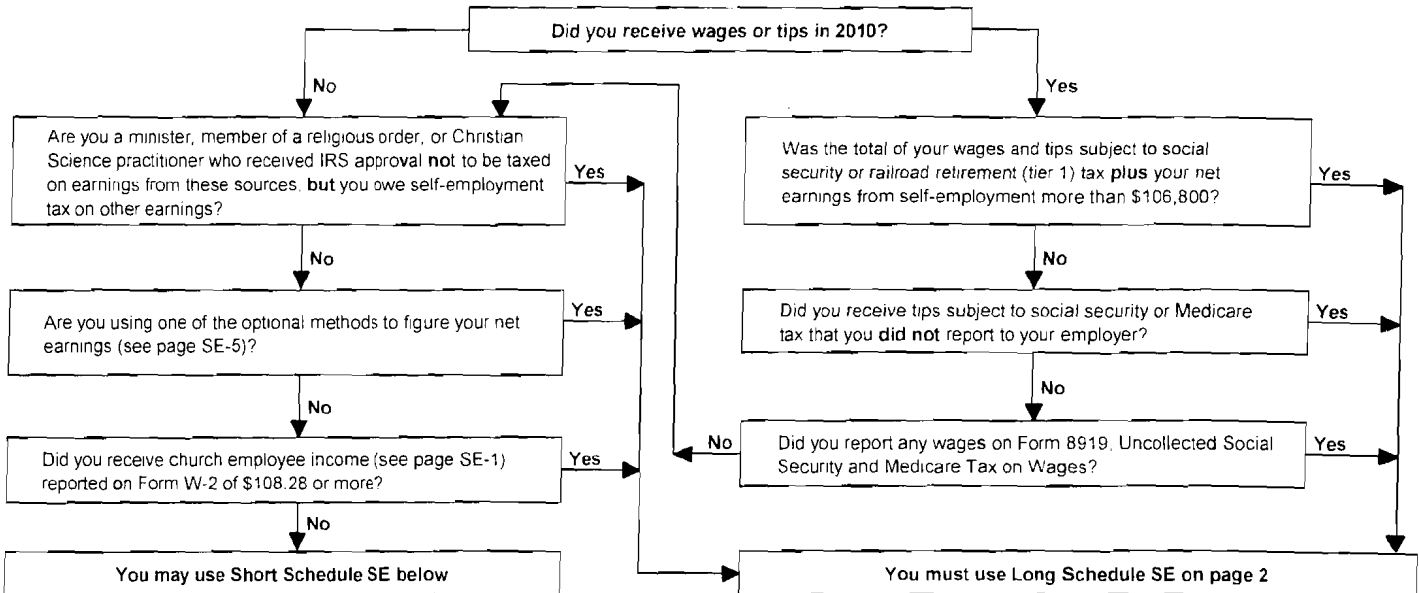 Did you receive wages or tips in 2010?
No
Yes
Are you a minister, member of a religious order, or Christian
Science practitioner who received IRS approval not to be taxed
on earnings from these sources, but you owe self-employment
tax on other earnings?
Yes
Was the total of your wages and tips subject to social
security or railroad retirement (tier 1) tax plus your net
earnings from self-employment more than $106,800?
Yes
No
No
Are you using one of the optional methods to figure your net
earnings (see page SE-5)?
Yes
Did you receive tips subject to social security or Medicare
tax that you did not report to your employer?
Yes
No
No
Did you receive church employee income (see page SE-1)
reported on Form W-2 of $108.28 or more?
Yes
No
Did you report any wages on Form 8919, Uncollected Social
Security and Medicare Tax on Wages?
Yes
No
You may use Short Schedule SE below
You must use Long Schedule SE on page 2